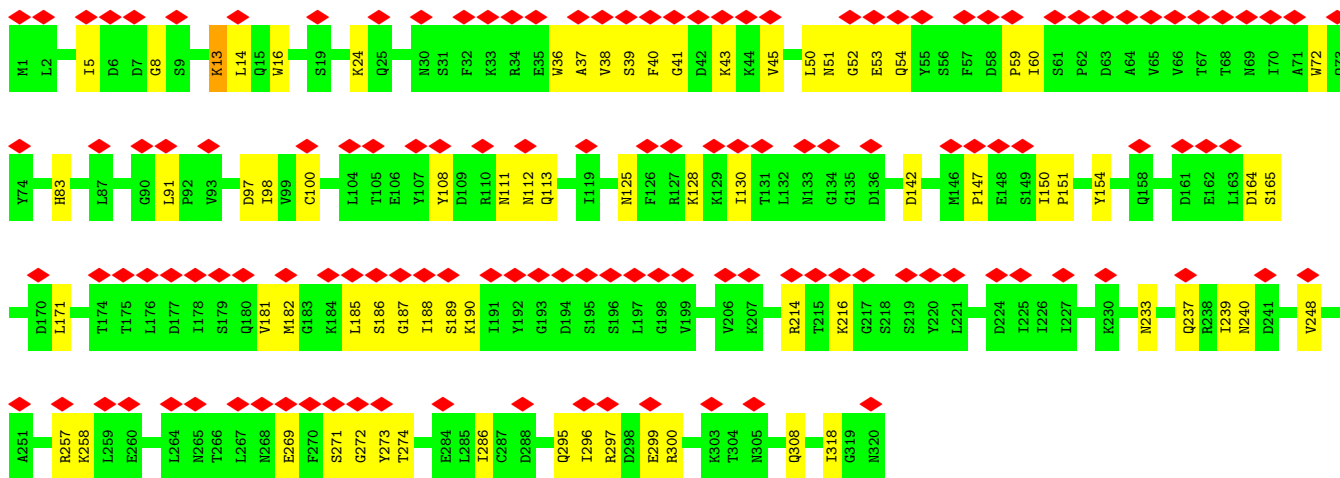 M1 L2 I5 D6 D7 G8 S9 K13 L14 Q15 W16 S19 K24 Q25 N30 S31 F32 K33 R34 E35 W36 A37 V38 S39 F40 G41 D42 K43 K44 V45 L50 N51 G52 E53 Q54 Y55 S56 F57 D58 P59 I60 S61 P62 D63 A64 V65 V66 T67 T68 N69 I70 A71 W72
Y74 H83 L87 G90 L91 P92 V93 D97 I98 V99 C100 L104 T105 E106 Y107 Y108 D109 R110 N111 N112 Q113 I119 N125 F126 R127 K128 K129 I130 T131 L132 N133 G134 G135 D136 D142 M146 P147 E148 S149 I150 P151 Y154 Q158 D161 E162 L163 D164 S165
D170 L171 T174 T175 L176 D177 I178 S179 Q180 V181 M182 G183 K184 L185 S186 G187 I188 S189 K190 I191 Y192 G193 D194 S195 S196 L197 G198 V199 V206 K207 R214 T215 K216 G217 S218 S219 Y220 L221 D224 I225 I226 I227 K230 N233 Q237 R238 I239 N240 D241 V248
A251 R257 K258 L259 E260 L264 N265 T266 L267 N268 E269 F270 S271 G272 Y273 T274 E284 L285 I286 C287 D288 Q295 I296 R297 D298 E299 R300 K303 T304 N305 Q308 I318 G319 N320